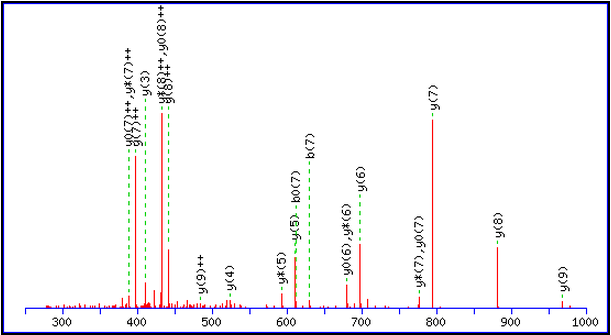 y0(7)++,y*(7)++
y(7)++
y(3)
y*(8)++,y0(8)++
y(8)++
y(9)++
y(4)
y*(5)
y(5)
b0(7)
b(7)
y0(6),y*(6)
y(6)
y*(7),y0(7)
y(7)
y(8)
y(9)
300 400 500 600 700 800 900 1000